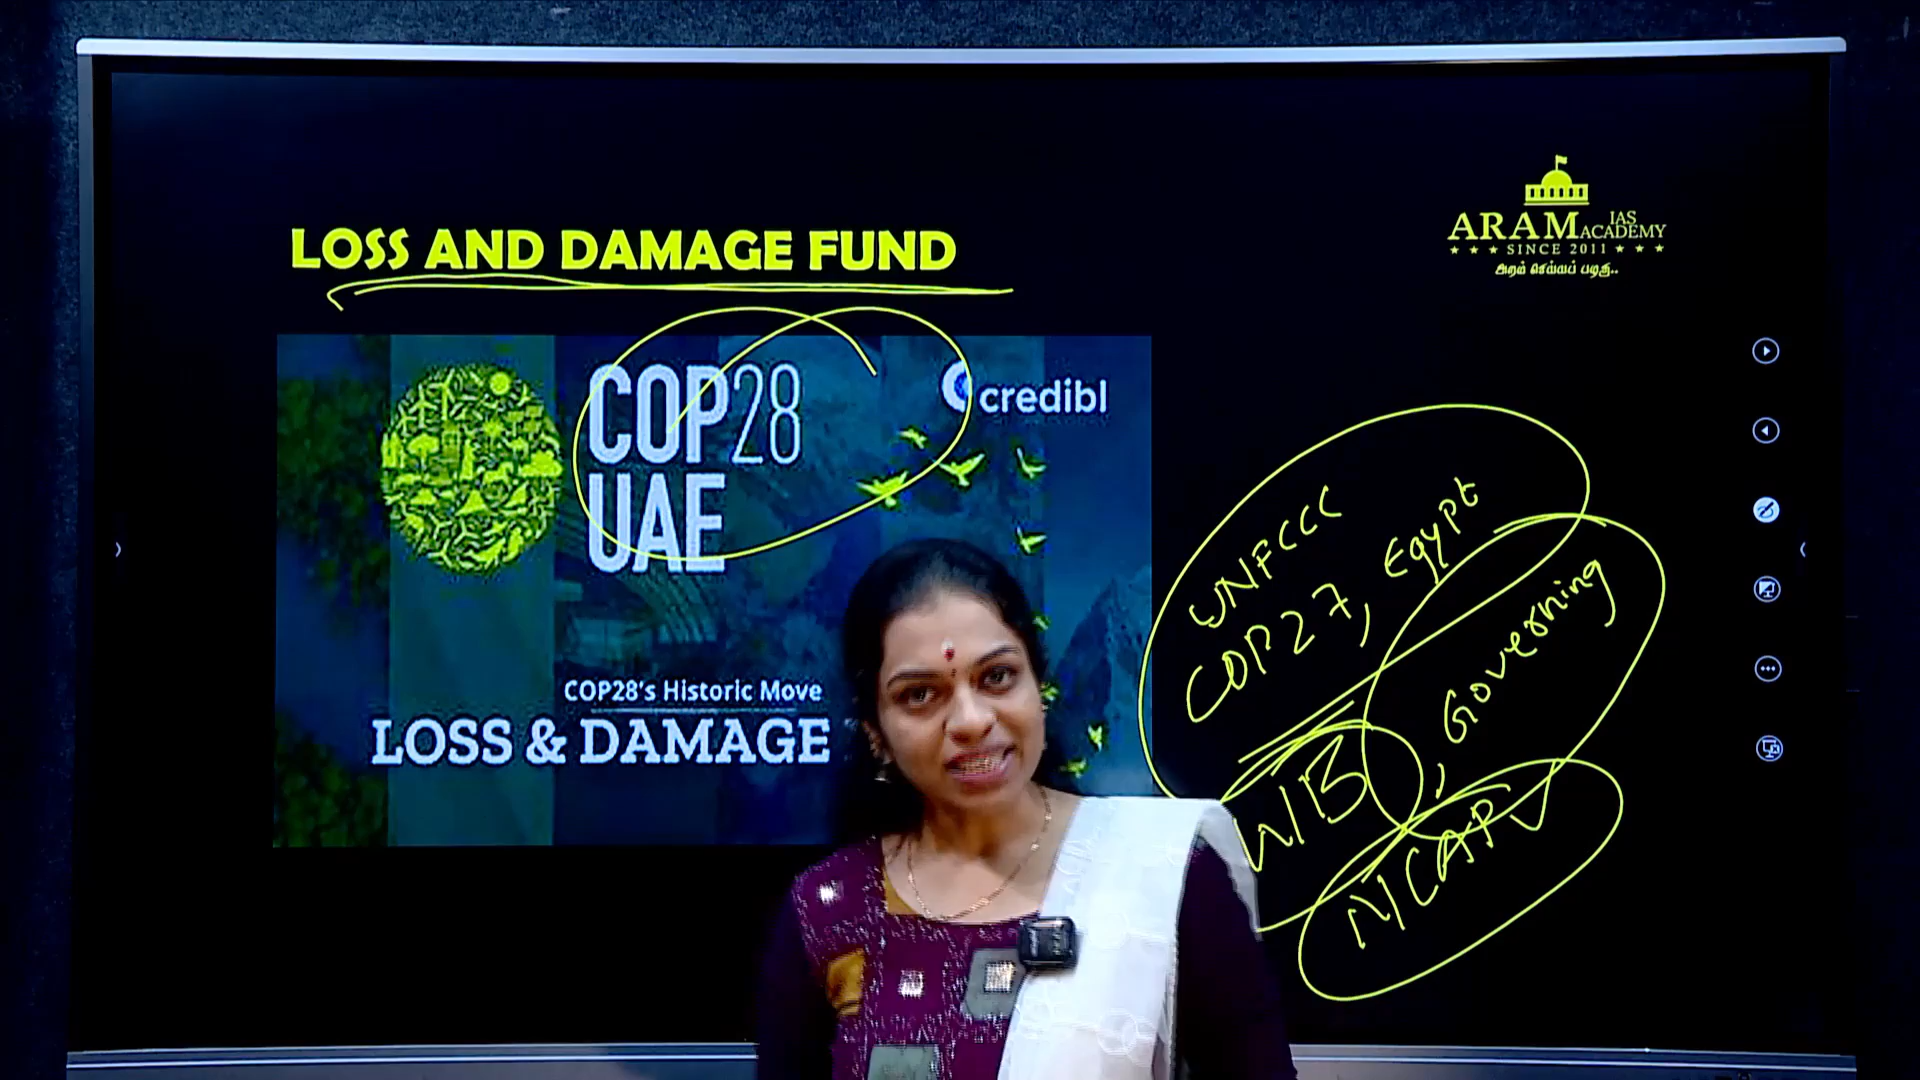 LOSS AND DAMAGE FUND
ARAM IAS ACADEMY
SINCE 2011
அறம் செய்யப் படித்..
COP28
UAE
credibl
COP28's Historic Move
LOSS & DAMAGE
UNFCCC
COP27, Egypt
WB, Governing
NCAP